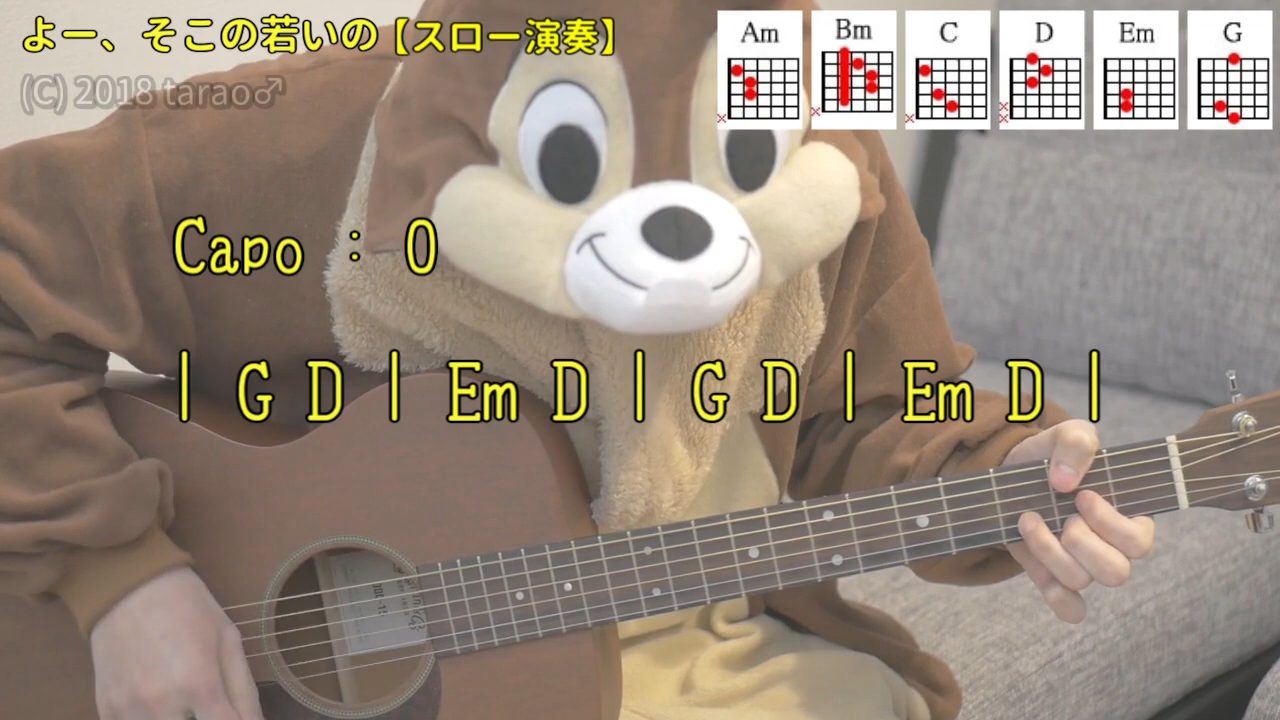 よー、そこの若いの【スロー演奏】
(C) 2018 tarao♂
Am Bm C D Em G
Capo : 0
| G D | Em D | G D | Em D |